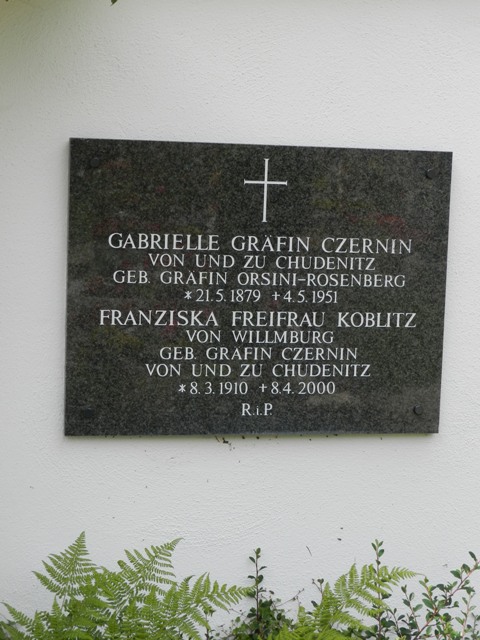 GABRIELLE GRÄFIN CZERNIN
VON UND ZU CHUDENITZ
GEB. GRÄFIN ORSINI-ROSENBERG
*21.5.1879 +4.5.1951
FRANZISKA FREIFRAU KOBLITZ
VON WILLMBURG
GEB. GRÄFIN CZERNIN
VON UND ZU CHUDENITZ
*8.3.1910 +8.4.2000
R.i.P.